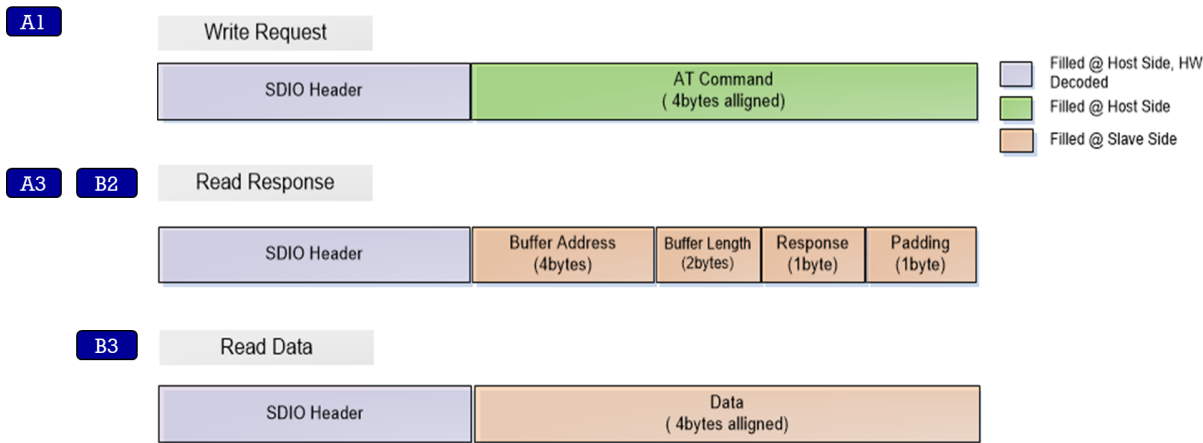 A1
Write Request
SDIO Header
AT Command
( 4bytes alligned)
Filled @ Host Side, HW
Decoded
Filled @ Host Side
Filled @ Slave Side
A3
B2
Read Response
SDIO Header
Buffer Address
(4bytes)
Buffer Length
(2bytes)
Response
(1byte)
Padding
(1byte)
B3
Read Data
SDIO Header
Data
( 4bytes alligned)